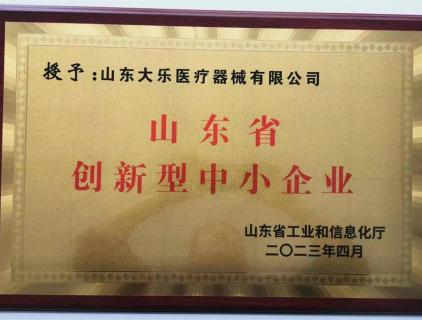 授予：山东大乐医疗器械有限公司
山东省
创新型中小企业
山东省工业和信息化厅
二〇二三年四月